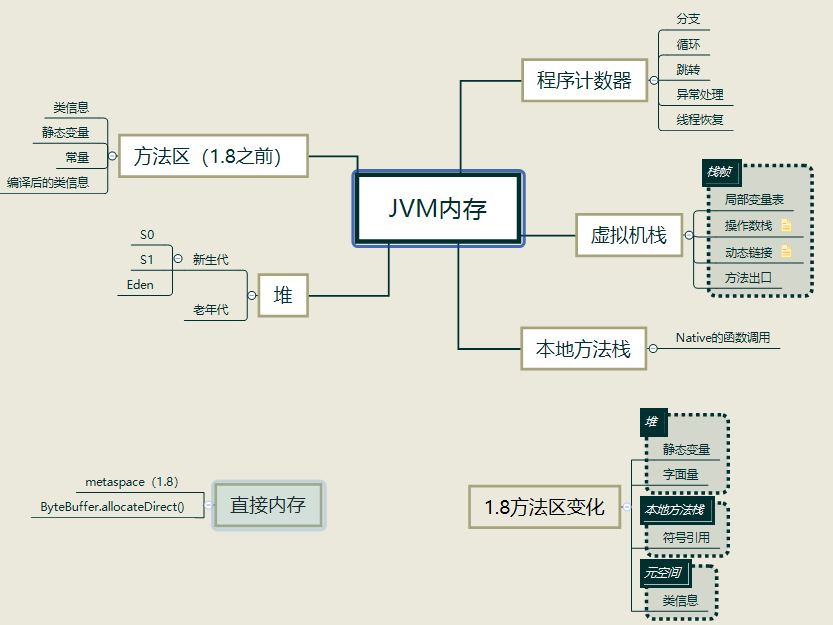 JVM内存
程序计数器
分支
循环
跳转
异常处理
线程恢复
虚拟机栈
栈帧
局部变量表
操作数栈
动态链接
方法出口
本地方法栈
Native的函数调用
方法区（1.8之前）
类信息
静态变量
常量
编译后的类信息
堆
新生代
S0
S1
Eden
老年代
直接内存
metaspace（1.8）
ByteBuffer.allocateDirect()
1.8方法区变化
堆
静态变量
字面量
本地方法栈
符号引用
元空间
类信息